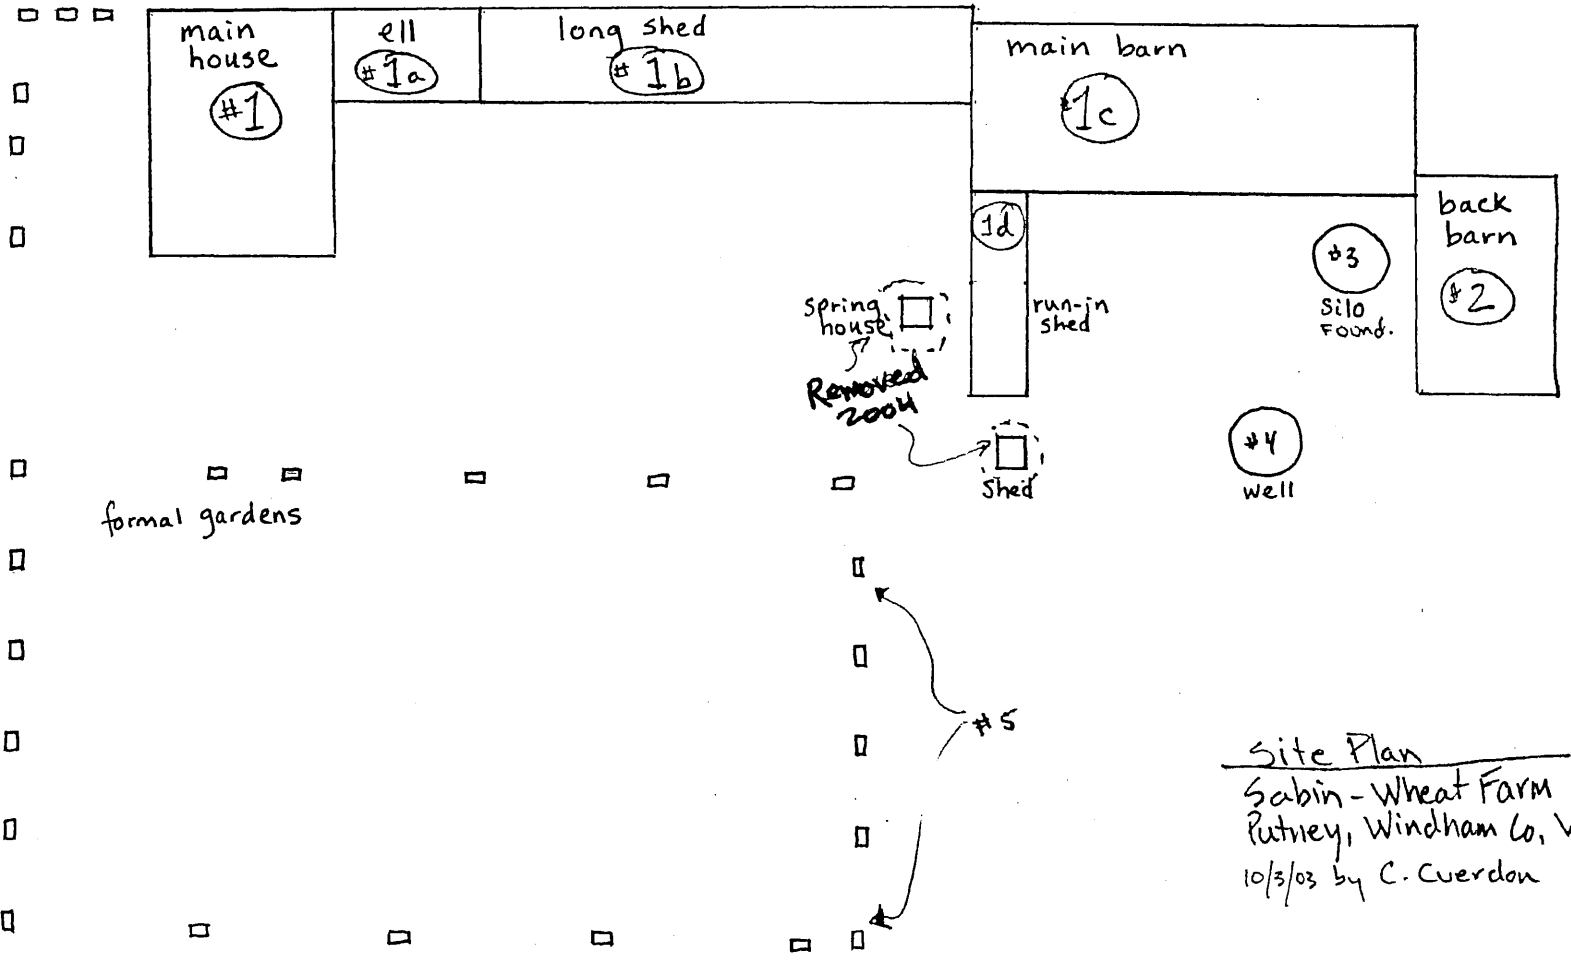 main
house
#1
ell
#1a
long shed
#1b
main barn
#1c
1d
run-in
shed
spring
house
Removed
2004
shed
#3
Silo
Found.
back
barn
#2
#4
well
formal gardens
#5
Site Plan
Sabin-Wheat Farm
Putney, Windham Co, V
10/3/03 by C. Cuerdon